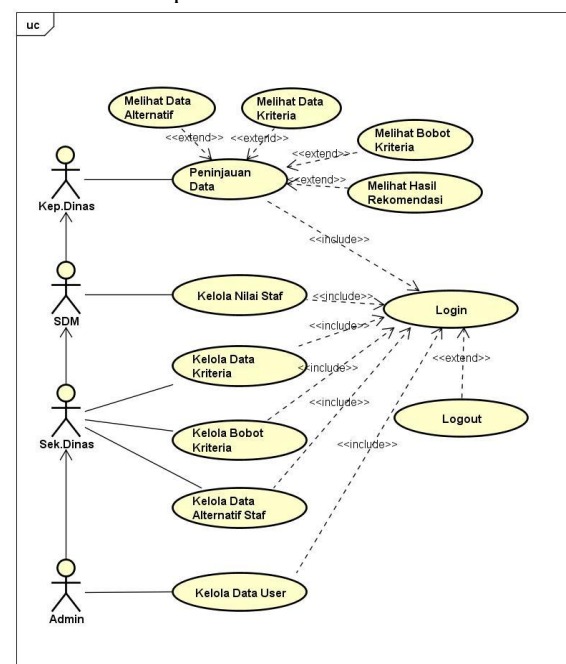 uc
Melihat Data
Alternatif
Melihat Data
Kriteria
<<extend>>
<<extend>>
Melihat Bobot
Kriteria
<<extend>>
Peninjauan
Data
<<extend>>
Melihat Hasil
Rekomendasi
Kep.Dinas
<<include>>
Kelola Nilai Staf
<<include>>
Login
SDM
<<include>>
Kelola Data
Kriteria
<<extend>>
<<include>>
<<include>>
Logout
Kelola Bobot
Kriteria
Sek.Dinas
<<include>>
Kelola Data
Alternatif Staf
Kelola Data User
Admin